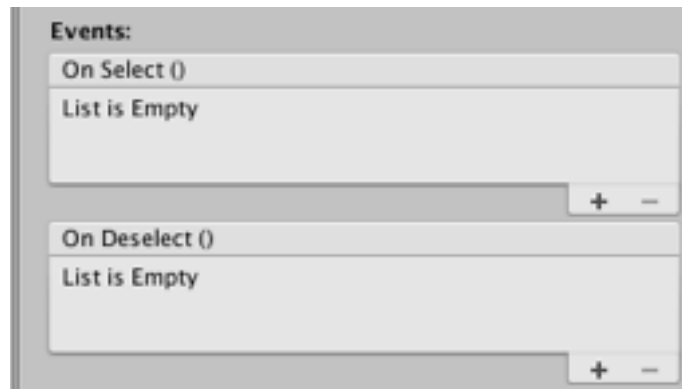 Events:
On Select ()
List is Empty
+ −
On Deselect ()
List is Empty
+ −